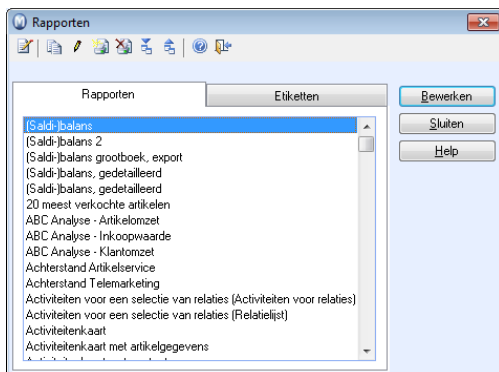 Rapporten
Rapporten
Etiketten
(Saldi-)balans
(Saldi-)balans 2
(Saldi-)balans grootboek, export
(Saldi-)balans, gedetailleerd
(Saldi-)balans, gedetailleerd
20 meest verkochte artikelen
ABC Analyse - Artikelomzet
ABC Analyse - Inkoopwaarde
ABC Analyse - Klantomzet
Achterstand Artikelservice
Achterstand Telemarketing
Activiteiten voor een selectie van relaties (Activiteiten voor relaties)
Activiteiten voor een selectie van relaties (Relatielijst)
Activiteitenkaart
Activiteitenkaart met artikelgegevens
Bewerken
Sluiten
Help